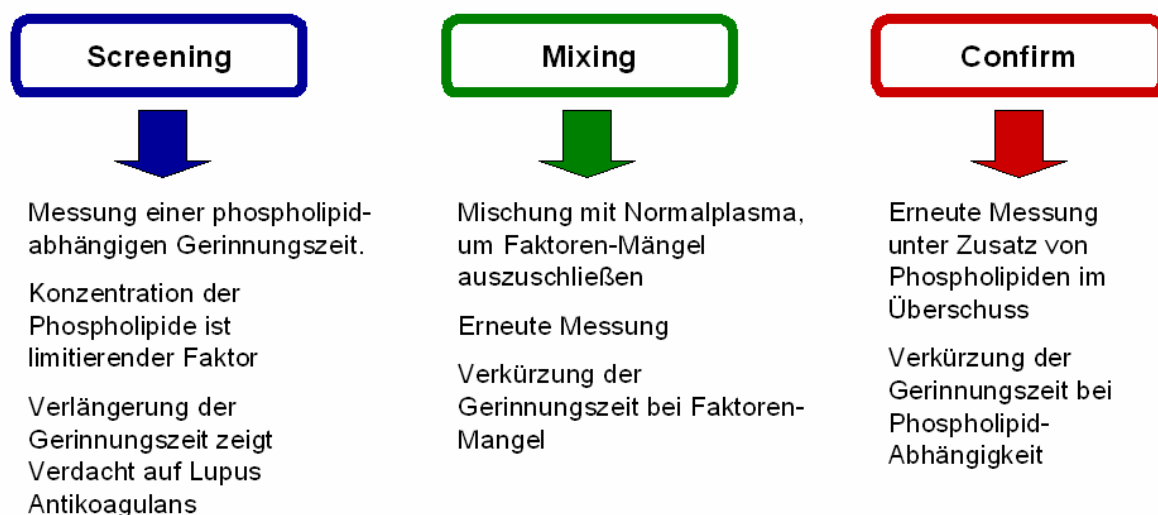 Screening
Messung einer phospholipid-
abhängigen Gerinnungszeit.
Konzentration der
Phospholipide ist
limitierender Faktor
Verlängerung der
Gerinnungszeit zeigt
Verdacht auf Lupus
Antikoagulans
Mixing
Mischung mit Normalplasma,
um Faktoren-Mängel
auszuschließen
Erneute Messung
Verkürzung der
Gerinnungszeit bei Faktoren-
Mangel
Confirm
Erneute Messung
unter Zusatz von
Phospholipiden im
Überschuss
Verkürzung der
Gerinnungszeit bei
Phospholipid-
Abhängigkeit